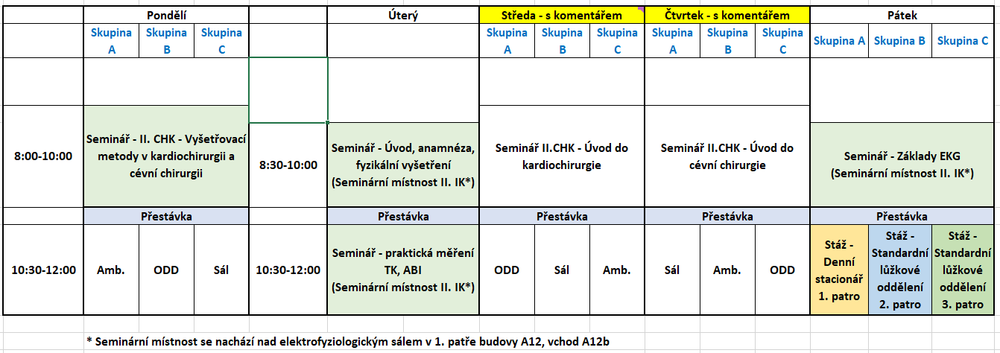 Pondělí Úterý Středa - s komentářem Čtvrtek - s komentářem Pátek
Skupina A Skupina B Skupina C Skupina A Skupina B Skupina C Skupina A Skupina B Skupina C Skupina A Skupina B Skupina C
8:00-10:00
Seminář - II. CHK - Vyšetřovací
metody v kardiochirurgii a
cévní chirurgii
8:30-10:00
Seminář - Úvod, anamnéza,
fyzikální vyšetření
(Seminární místnost II. IK*)
Seminář II.CHK - Úvod do
kardiochirurgie
Seminář II.CHK - Úvod do
cévní chirurgie
Seminář - Základy EKG
(Seminární místnost II. IK*)
Přestávka Přestávka Přestávka Přestávka Přestávka
10:30-12:00 Amb. ODD Sál 10:30-12:00
Seminář - praktická měření
TK, ABI
(Seminární místnost II. IK*)
ODD Sál Amb. Sál Amb. ODD
Stáž -
Denní
stacionář
1. patro
Stáž -
Standardní
lůžkové
oddělení
2. patro
Stáž -
Standardní
lůžkové
oddělení
3. patro
* Seminární místnost se nachází nad elektrofyziologickým sálem v 1. patře budovy A12, vchod A12b